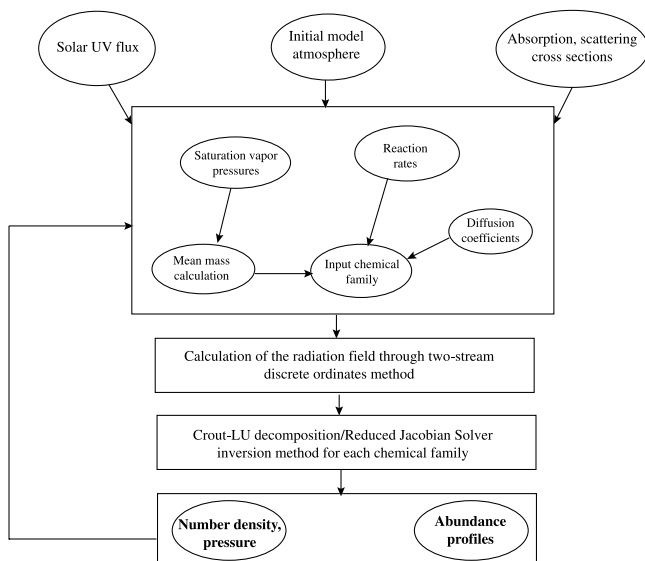 Solar UV flux
Initial model
atmosphere
Absorption, scattering
cross sections
Saturation vapor
pressures
Reaction
rates
Diffusion
coefficients
Mean mass
calculation
Input chemical
family
Calculation of the radiation field through two-stream
discrete ordinates method
Crout-LU decomposition/Reduced Jacobian Solver
inversion method for each chemical family
Number density,
pressure
Abundance
profiles